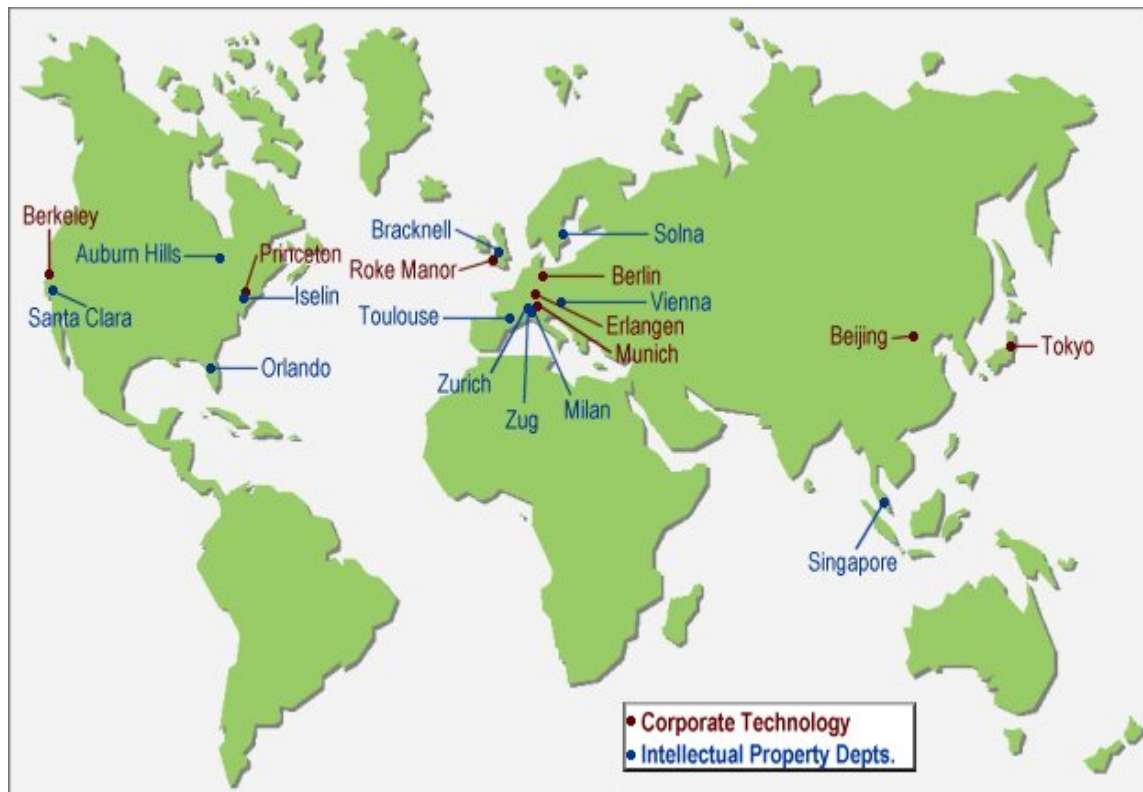 Berkeley
Auburn Hills
Princeton
Iselin
Santa Clara
Orlando
Bracknell
Roke Manor
Solna
Berlin
Vienna
Toulouse
Erlangen
Munich
Zurich
Zug
Milan
Beijing
Tokyo
Singapore
Corporate Technology
Intellectual Property Depts.